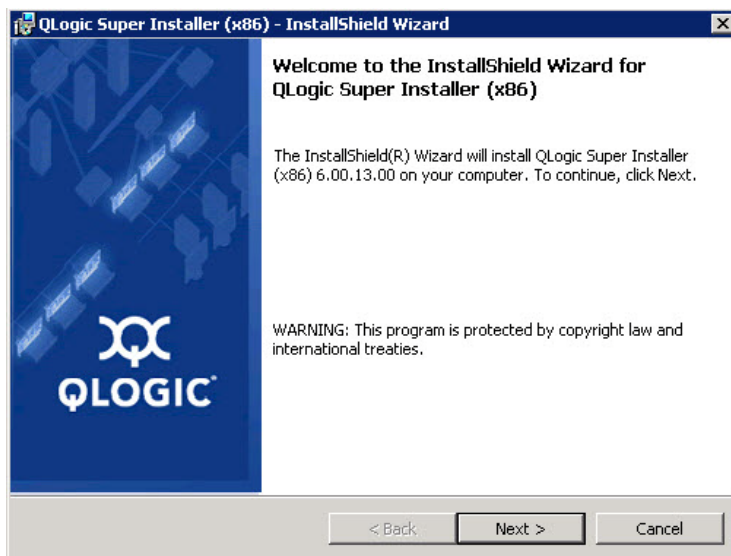 QLogic Super Installer (x86) - InstallShield Wizard
Welcome to the InstallShield Wizard for
QLogic Super Installer (x86)
The InstallShield(R) Wizard will install QLogic Super Installer
(x86) 6.00.13.00 on your computer. To continue, click Next.
WARNING: This program is protected by copyright law and
international treaties.
QLOGIC
< Back
Next >
Cancel